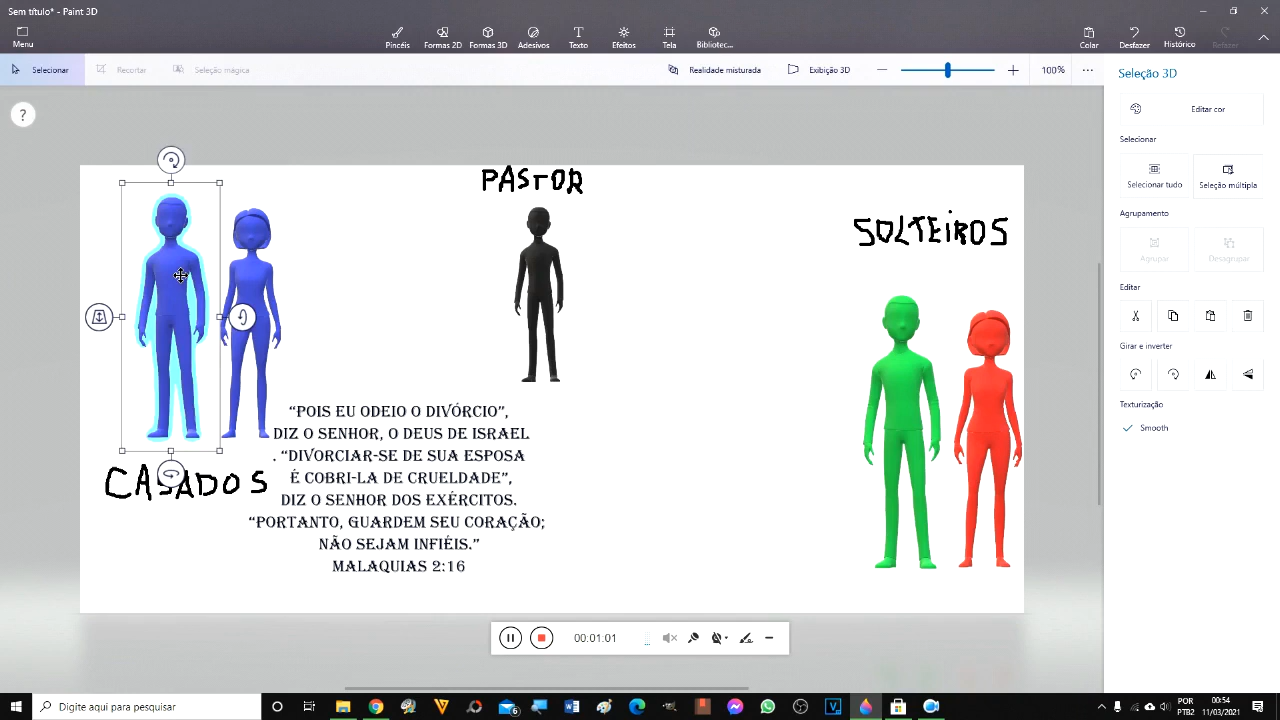 Sem título* - Paint 3D
Menu
Pincéis
Formas 2D
Formas 3D
Adesivos
Texto
Efeitos
Tela
Bibliotec...
Colar
Desfazer
Histórico
Refazer
Selecionar
Recortar
Seleção mágica
Realidade misturada
Exibição 3D
100%
Seleção 3D
?
Editar cor
Selecionar
Selecionar tudo
Seleção múltipla
Agrupamento
Agrupar
Desagrupar
Editar
Girar e inverter
Texturização
Smooth
PASTOR
SOLTEIROS
CASADOS
“POIS EU ODEIO O DIVÓRCIO”,
DIZ O SENHOR, O DEUS DE ISRAEL
. “DIVORCIAR-SE DE SUA ESPOSA
É COBRI-LA DE CRUELDADE”,
DIZ O SENHOR DOS EXÉRCITOS.
“PORTANTO, GUARDEM SEU CORAÇÃO;
NÃO SEJAM INFIÉIS.”
MALAQUIAS 2:16
00:01:01
Digite aqui para pesquisar
6
POR
PTB2
00:54
11/03/2021